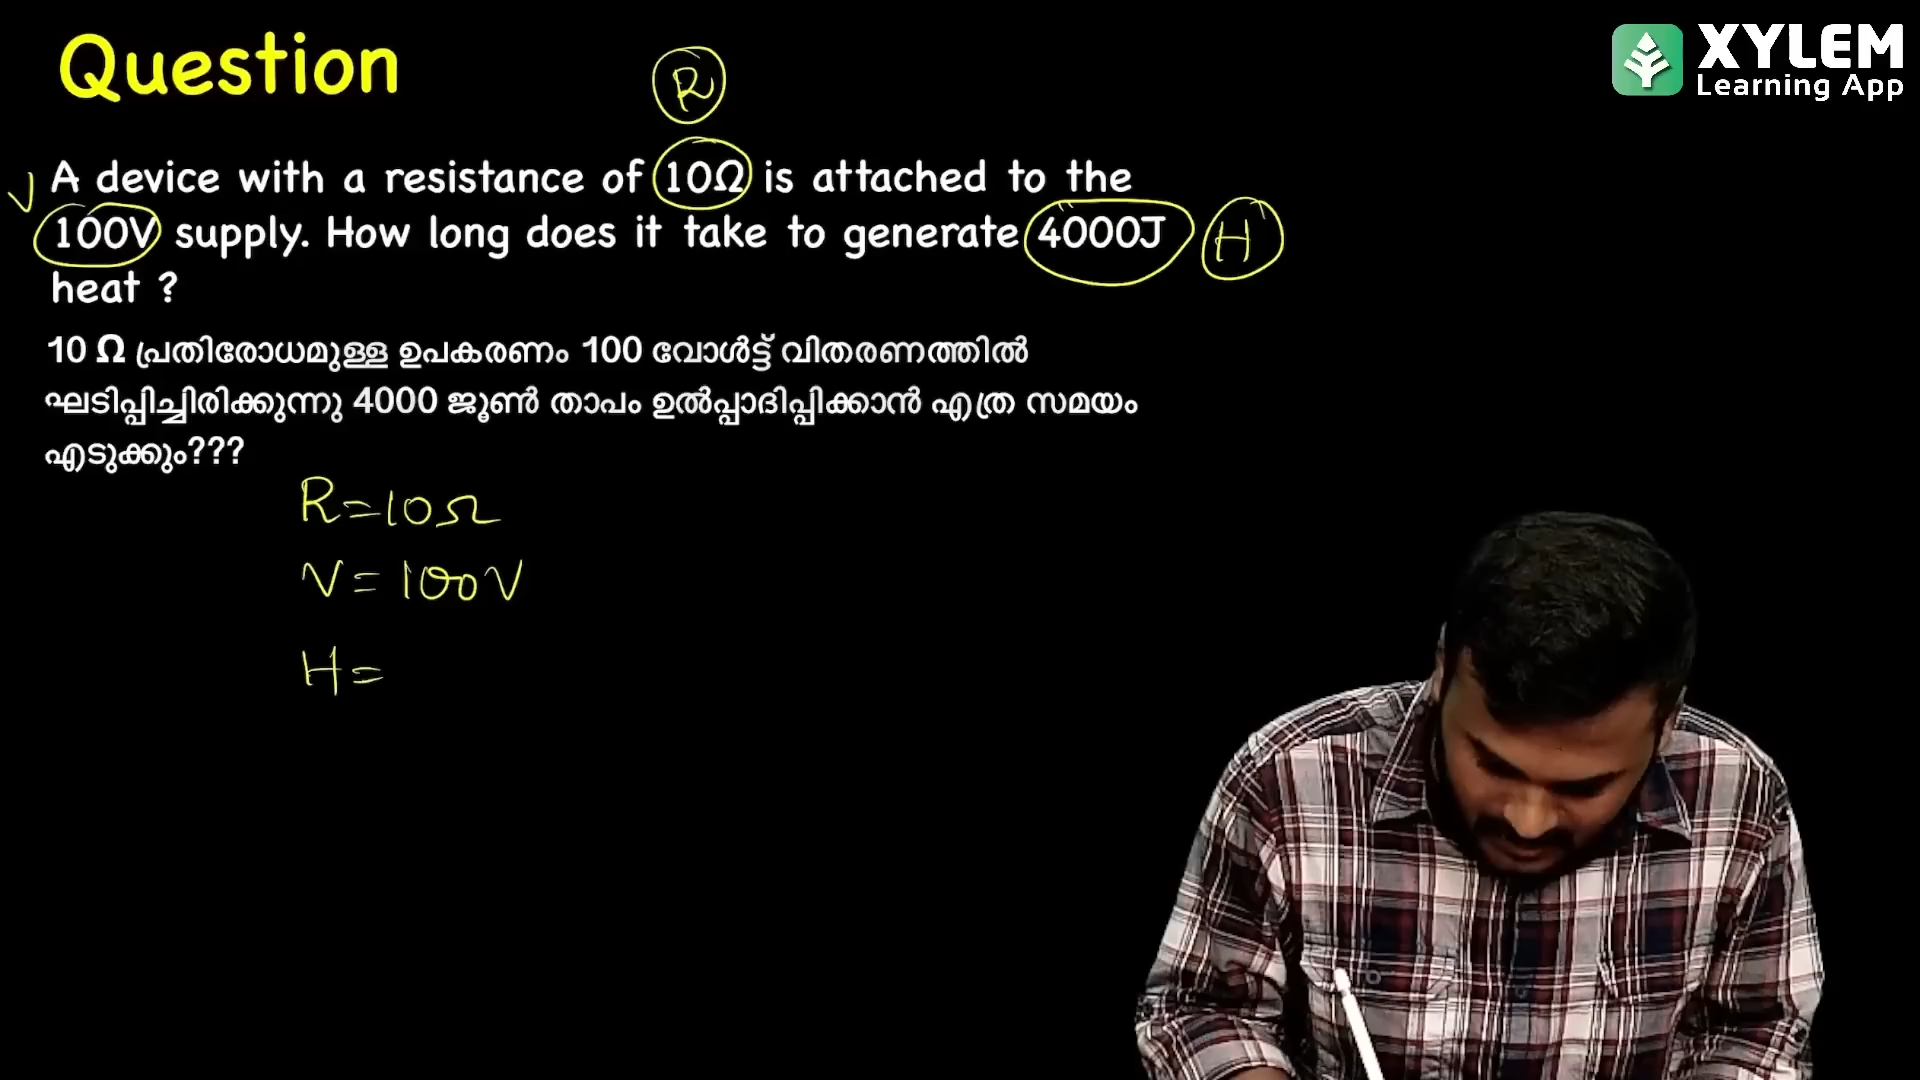 Question
R
XYLEM
Learning App
V
A device with a resistance of 10Ω is attached to the
100V supply. How long does it take to generate 4000J H
heat ?
10 Ω പ്രതിരോധമുള്ള ഉപകരണം 100 വോൾട്ട് വിതരണത്തിൽ
ഘടിപ്പിച്ചിരിക്കുന്നു 4000 ജൂൺ താപം ഉൽപ്പാദിപ്പിക്കാൻ എത്ര സമയം
എടുക്കും???
R=10Ω
V=100V
H=